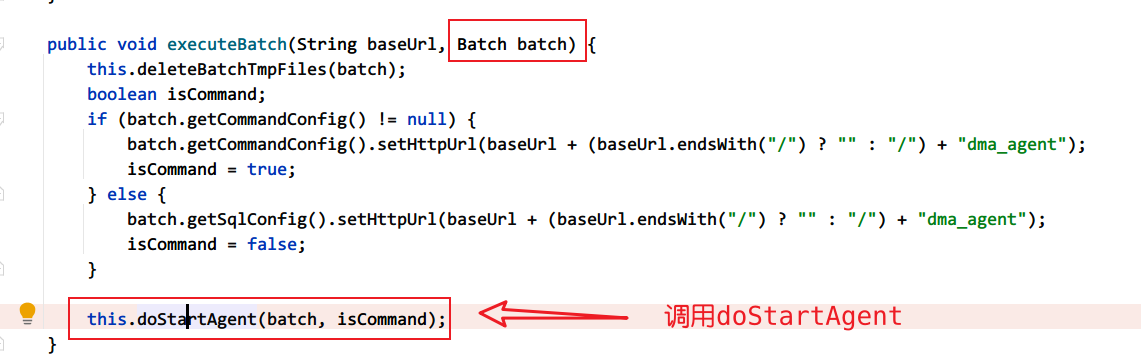 public void executeBatch(String baseUrl, Batch batch) {
this.deleteBatchTmpFiles(batch);
boolean isCommand;
if (batch.getCommandConfig() != null) {
batch.getCommandConfig().setHttpUrl(baseUrl + (baseUrl.endsWith("/") ? "" : "/") + "dma_agent");
isCommand = true;
} else {
batch.getSqlConfig().setHttpUrl(baseUrl + (baseUrl.endsWith("/") ? "" : "/") + "dma_agent");
isCommand = false;
}
this.doStartAgent(batch, isCommand); 调用doStartAgent
}